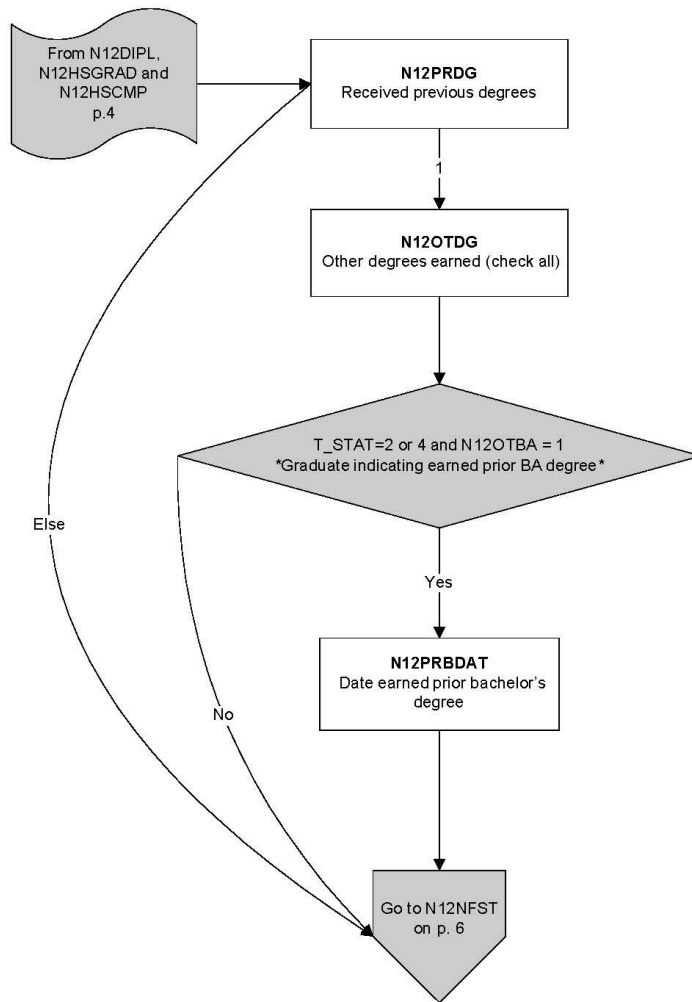 From N12DIPL,
N12HSGRAD and
N12HSCMP
p.4
N12PRDG
Received previous degrees
1
N12OTDG
Other degrees earned (check all)
T_STAT=2 or 4 and N12OTBA = 1
*Graduate indicating earned prior BA degree*
Else
Yes
N12PRBDAT
Date earned prior bachelor's
degree
No
Go to N12NFST
on p. 6